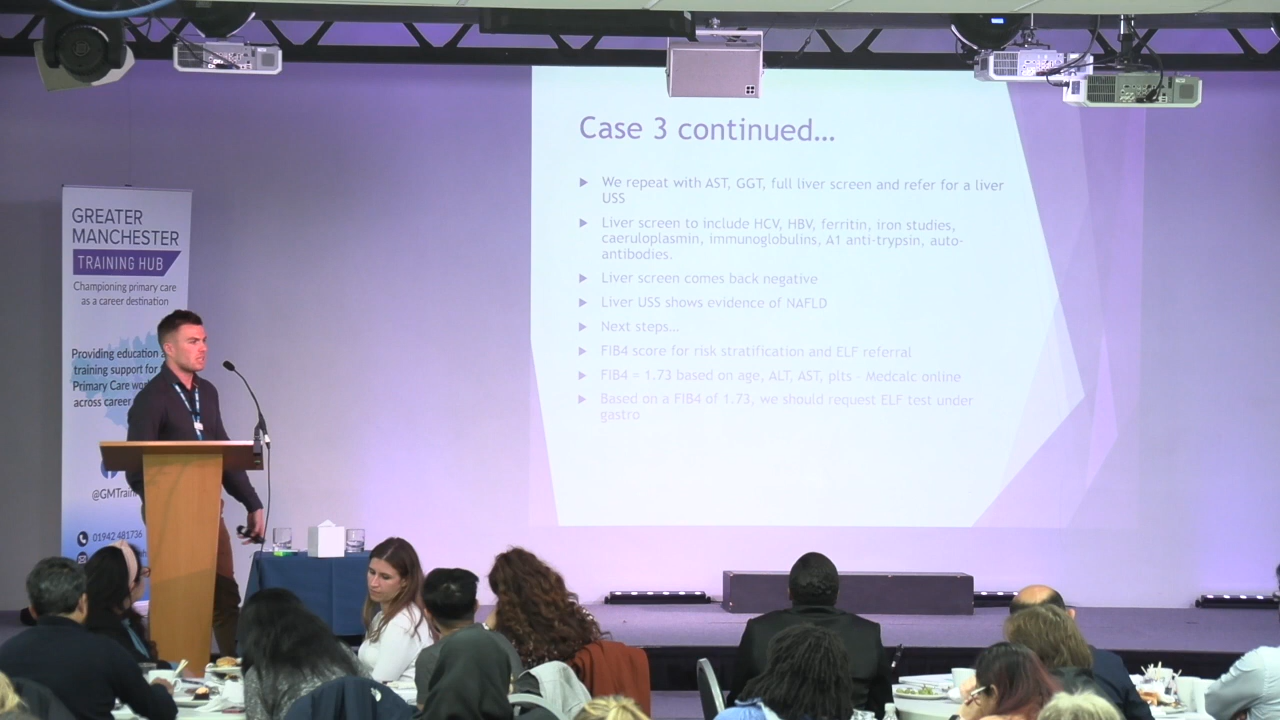 GREATER
MANCHESTER
TRAINING HUB
Championing primary care
as a career destination
Providing education
training support for
Primary Care
across career
@GMTrain
01942 481736
Case 3 continued…
We repeat with AST, GGT, full liver screen and refer for a liver
USS
Liver screen to include HCV, HBV, ferritin, iron studies,
caeruloplasmin, immunoglobulins, A1 anti-trypsin, auto-
antibodies.
Liver screen comes back negative
Liver USS shows evidence of NAFLD
Next steps…
FIB4 score for risk stratification and ELF referral
FIB4 = 1.73 based on age, ALT, AST, plts – Medcalc online
Based on a FIB4 of 1.73, we should request ELF test under
gastro